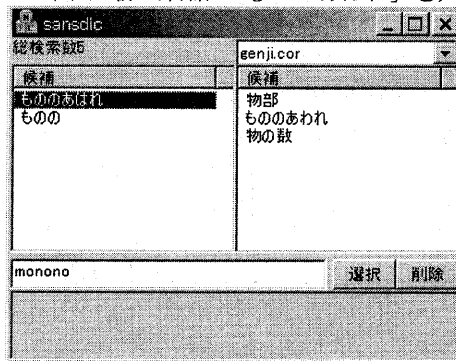 sansdic
総検索数5
genji.cor
候補
候補
もののあはれ
ものの
物部
もののあわれ
物の数
monono
選択
削除